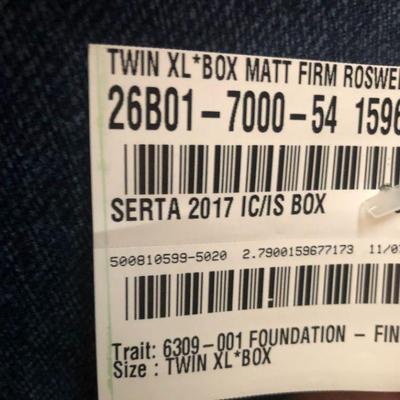 TWIN XL*BOX MATT FIRM ROSWE
26B01-7000-54 1596
SERTA 2017 IC/IS BOX
500810599-5020 2.7900159677173 11/07
Trait: 6309-001 FOUNDATION - FIN
Size : TWIN XL*BOX